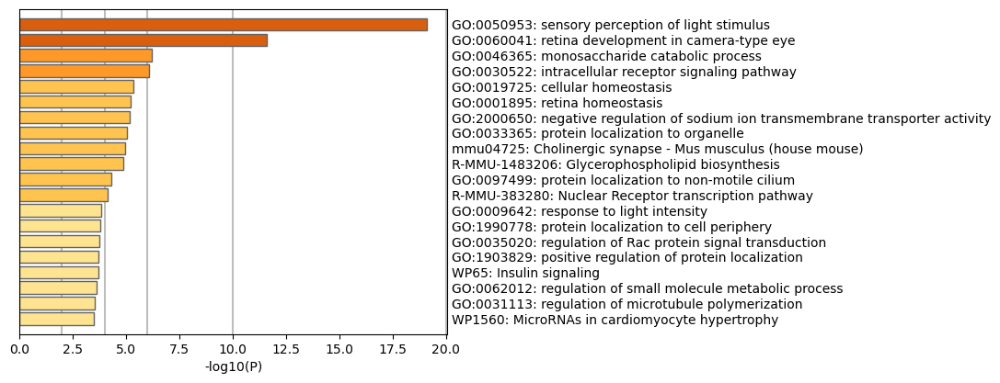 GO:0050953: sensory perception of light stimulus
GO:0060041: retina development in camera-type eye
GO:0046365: monosaccharide catabolic process
GO:0030522: intracellular receptor signaling pathway
GO:0019725: cellular homeostasis
GO:0001895: retina homeostasis
GO:2000650: negative regulation of sodium ion transmembrane transporter activity
GO:0033365: protein localization to organelle
mmu04725: Cholinergic synapse - Mus musculus (house mouse)
R-MMU-1483206: Glycerophospholipid biosynthesis
GO:0097499: protein localization to non-motile cilium
R-MMU-383280: Nuclear Receptor transcription pathway
GO:0009642: response to light intensity
GO:1990778: protein localization to cell periphery
GO:0035020: regulation of Rac protein signal transduction
GO:1903829: positive regulation of protein localization
WP65: Insulin signaling
GO:0062012: regulation of small molecule metabolic process
GO:0031113: regulation of microtubule polymerization
WP1560: MicroRNAs in cardiomyocyte hypertrophy
0.0 2.5 5.0 7.5 10.0 12.5 15.0 17.5 20.0
-log10(P)